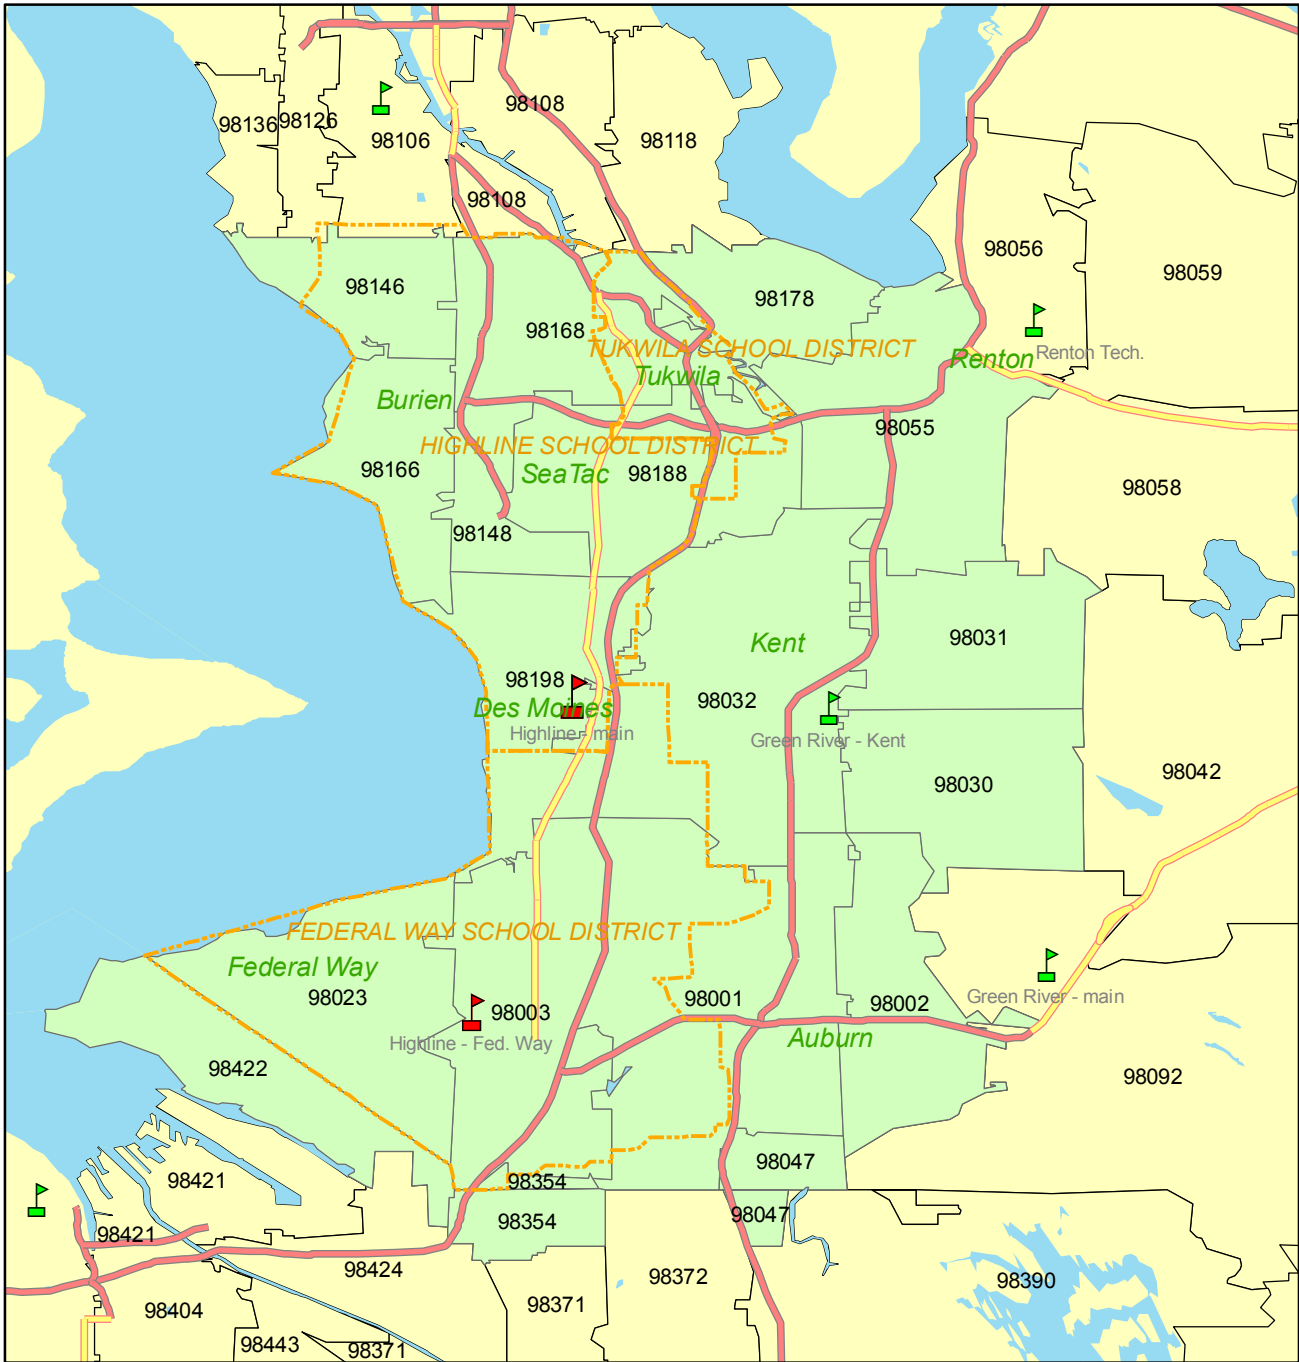 98108
98136
98126
98106
98118
98108
98056
98059
98146
98178
98168
TUKWILA SCHOOL DISTRICT
Renton
Renton Tech.
Tukwila
Burien
98055
HIGHLINE SCHOOL DISTRICT
98166
SeaTac
98188
98058
98148
98031
Kent
98198
98032
Des Moines
Highline - main
Green River - Kent
98042
98030
FEDERAL WAY SCHOOL DISTRICT
Federal Way
98023
98003
98001
98002
Green River - main
Highline - Fed. Way
Auburn
98422
98092
98047
98421
98354
98354
98047
98421
98424
98372
98390
98404
98371
98443
98371